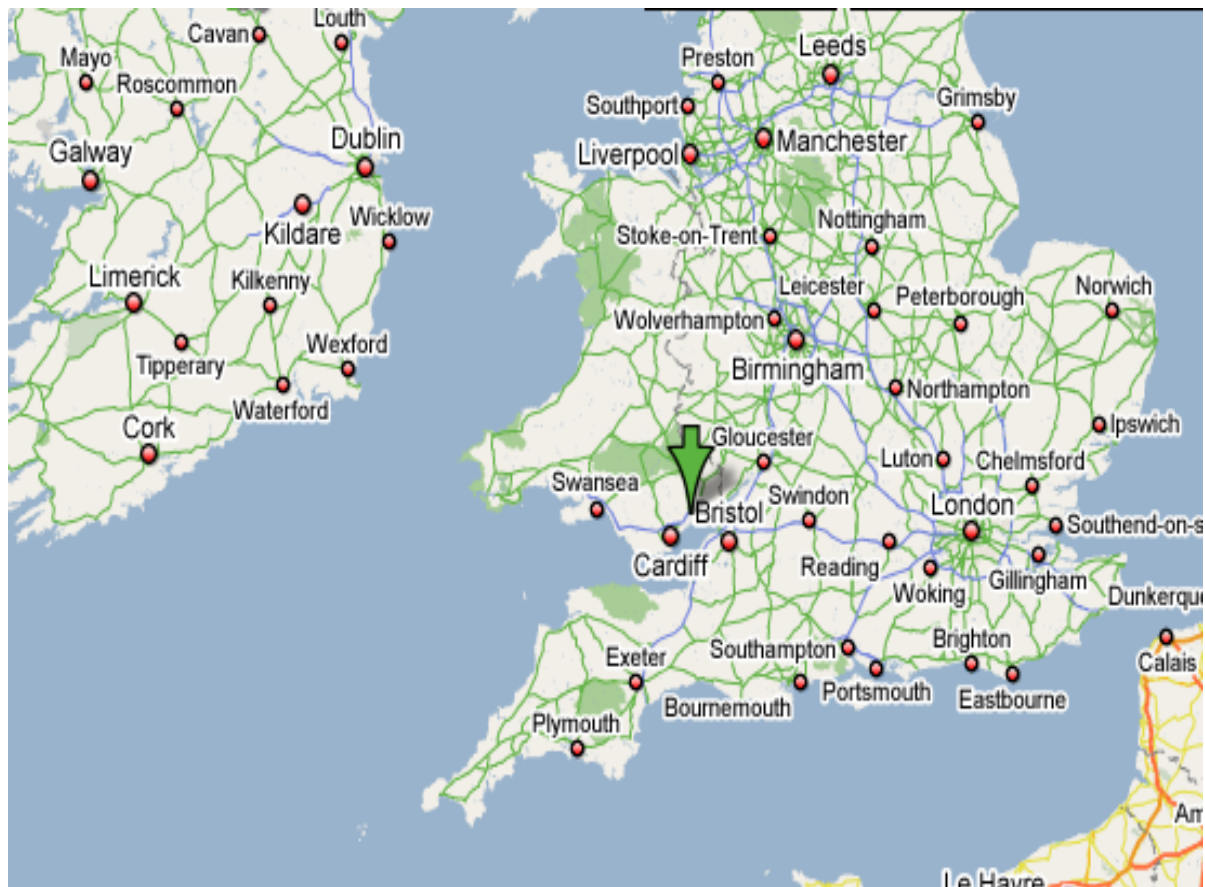 Louth
Cavan
Mayo
Roscommon
Preston
Leeds
Southport
Grimsby
Dublin
Manchester
Galway
Liverpool
Wicklow
Kildare
Stoke-on-Trent
Nottingham
Limerick
Kilkenny
Leicester
Peterborough
Norwich
Wolverhampton
Wexford
Tipperary
Birmingham
Northampton
Waterford
Cork
Ipswich
Gloucester
Luton
Chelmsford
Swansea
Swindon
Bristol
London
Southend-on-s
Cardiff
Reading
Gillingham
Woking
Dunkerque
Brighton
Southampton
Exeter
Calais
Portsmouth
Eastbourne
Bournemouth
Plymouth
Am
Le Havre